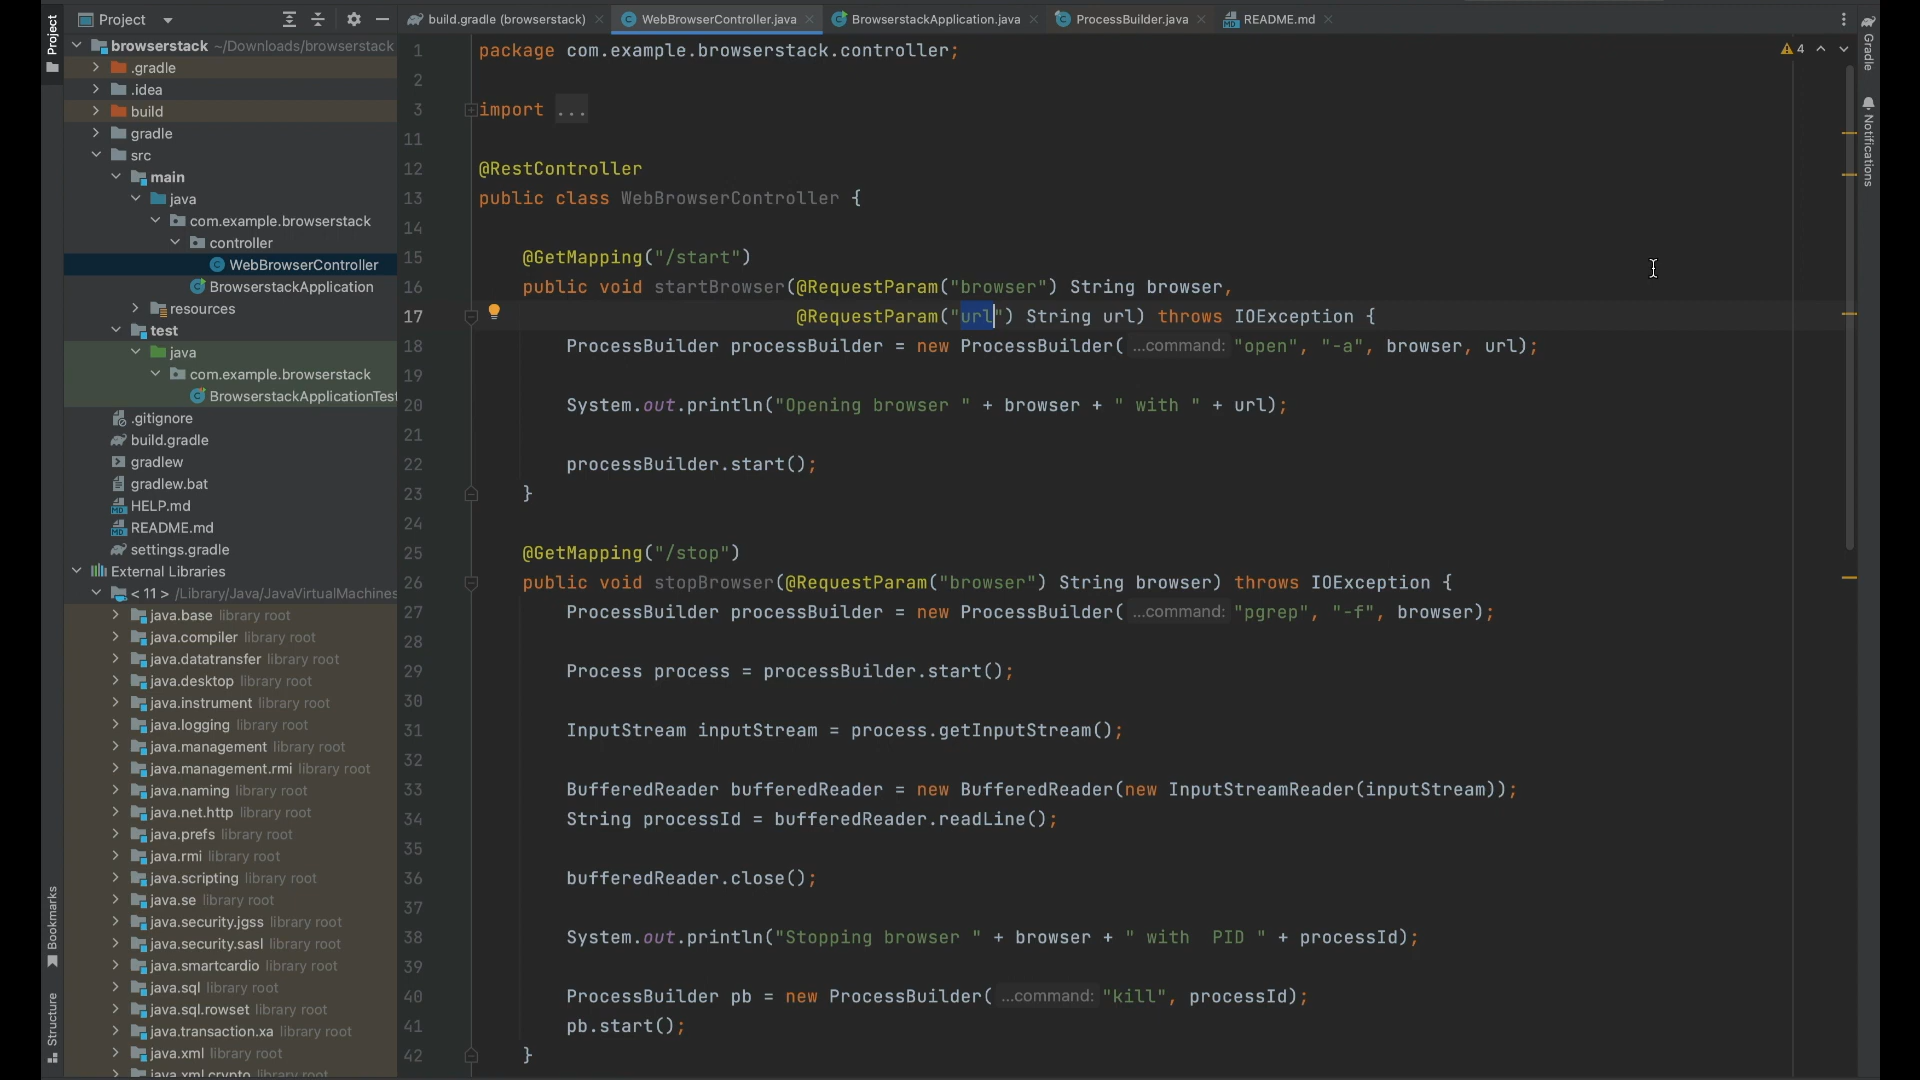 Project
build.gradle (browserstack)
WebBrowserController.java
BrowserstackApplication.java
ProcessBuilder.java
README.md
Project
Bookmarks
Structure
browserstack ~/Downloads/browserstack
.gradle
.idea
build
gradle
src
main
java
com.example.browserstack
controller
WebBrowserController
BrowserstackApplication
resources
test
java
com.example.browserstack
BrowserstackApplicationTest
.gitignore
build.gradle
gradlew
gradlew.bat
HELP.md
README.md
settings.gradle
External Libraries
< 11 > /Library/Java/JavaVirtualMachines
java.base library root
java.compiler library root
java.datatransfer library root
java.desktop library root
java.instrument library root
java.logging library root
java.management library root
java.management.rmi library root
java.naming library root
java.net.http library root
java.prefs library root
java.rmi library root
java.scripting library root
java.se library root
java.security.jgss library root
java.security.sasl library root
java.smartcardio library root
java.sql library root
java.sql.rowset library root
java.transaction.xa library root
java.xml library root
java.xml.crypto library root
1 package com.example.browserstack.controller;
2
3 import ...
11
12 @RestController
13 public class WebBrowserController {
14
15 @GetMapping("/start")
16 public void startBrowser(@RequestParam("browser") String browser,
17 @RequestParam("url") String url) throws IOException {
18 ProcessBuilder processBuilder = new ProcessBuilder( ...command: "open", "-a", browser, url);
19
20 System.out.println("Opening browser " + browser + " with " + url);
21
22 processBuilder.start();
23 }
24
25 @GetMapping("/stop")
26 public void stopBrowser(@RequestParam("browser") String browser) throws IOException {
27 ProcessBuilder processBuilder = new ProcessBuilder( ...command: "pgrep", "-f", browser);
28
29 Process process = processBuilder.start();
30
31 InputStream inputStream = process.getInputStream();
32
33 BufferedReader bufferedReader = new BufferedReader(new InputStreamReader(inputStream));
34 String processId = bufferedReader.readLine();
35
36 bufferedReader.close();
37
38 System.out.println("Stopping browser " + browser + " with  PID " + processId);
39
40 ProcessBuilder pb = new ProcessBuilder( ...command: "kill", processId);
41 pb.start();
42 }
4
Gradle
Notifications